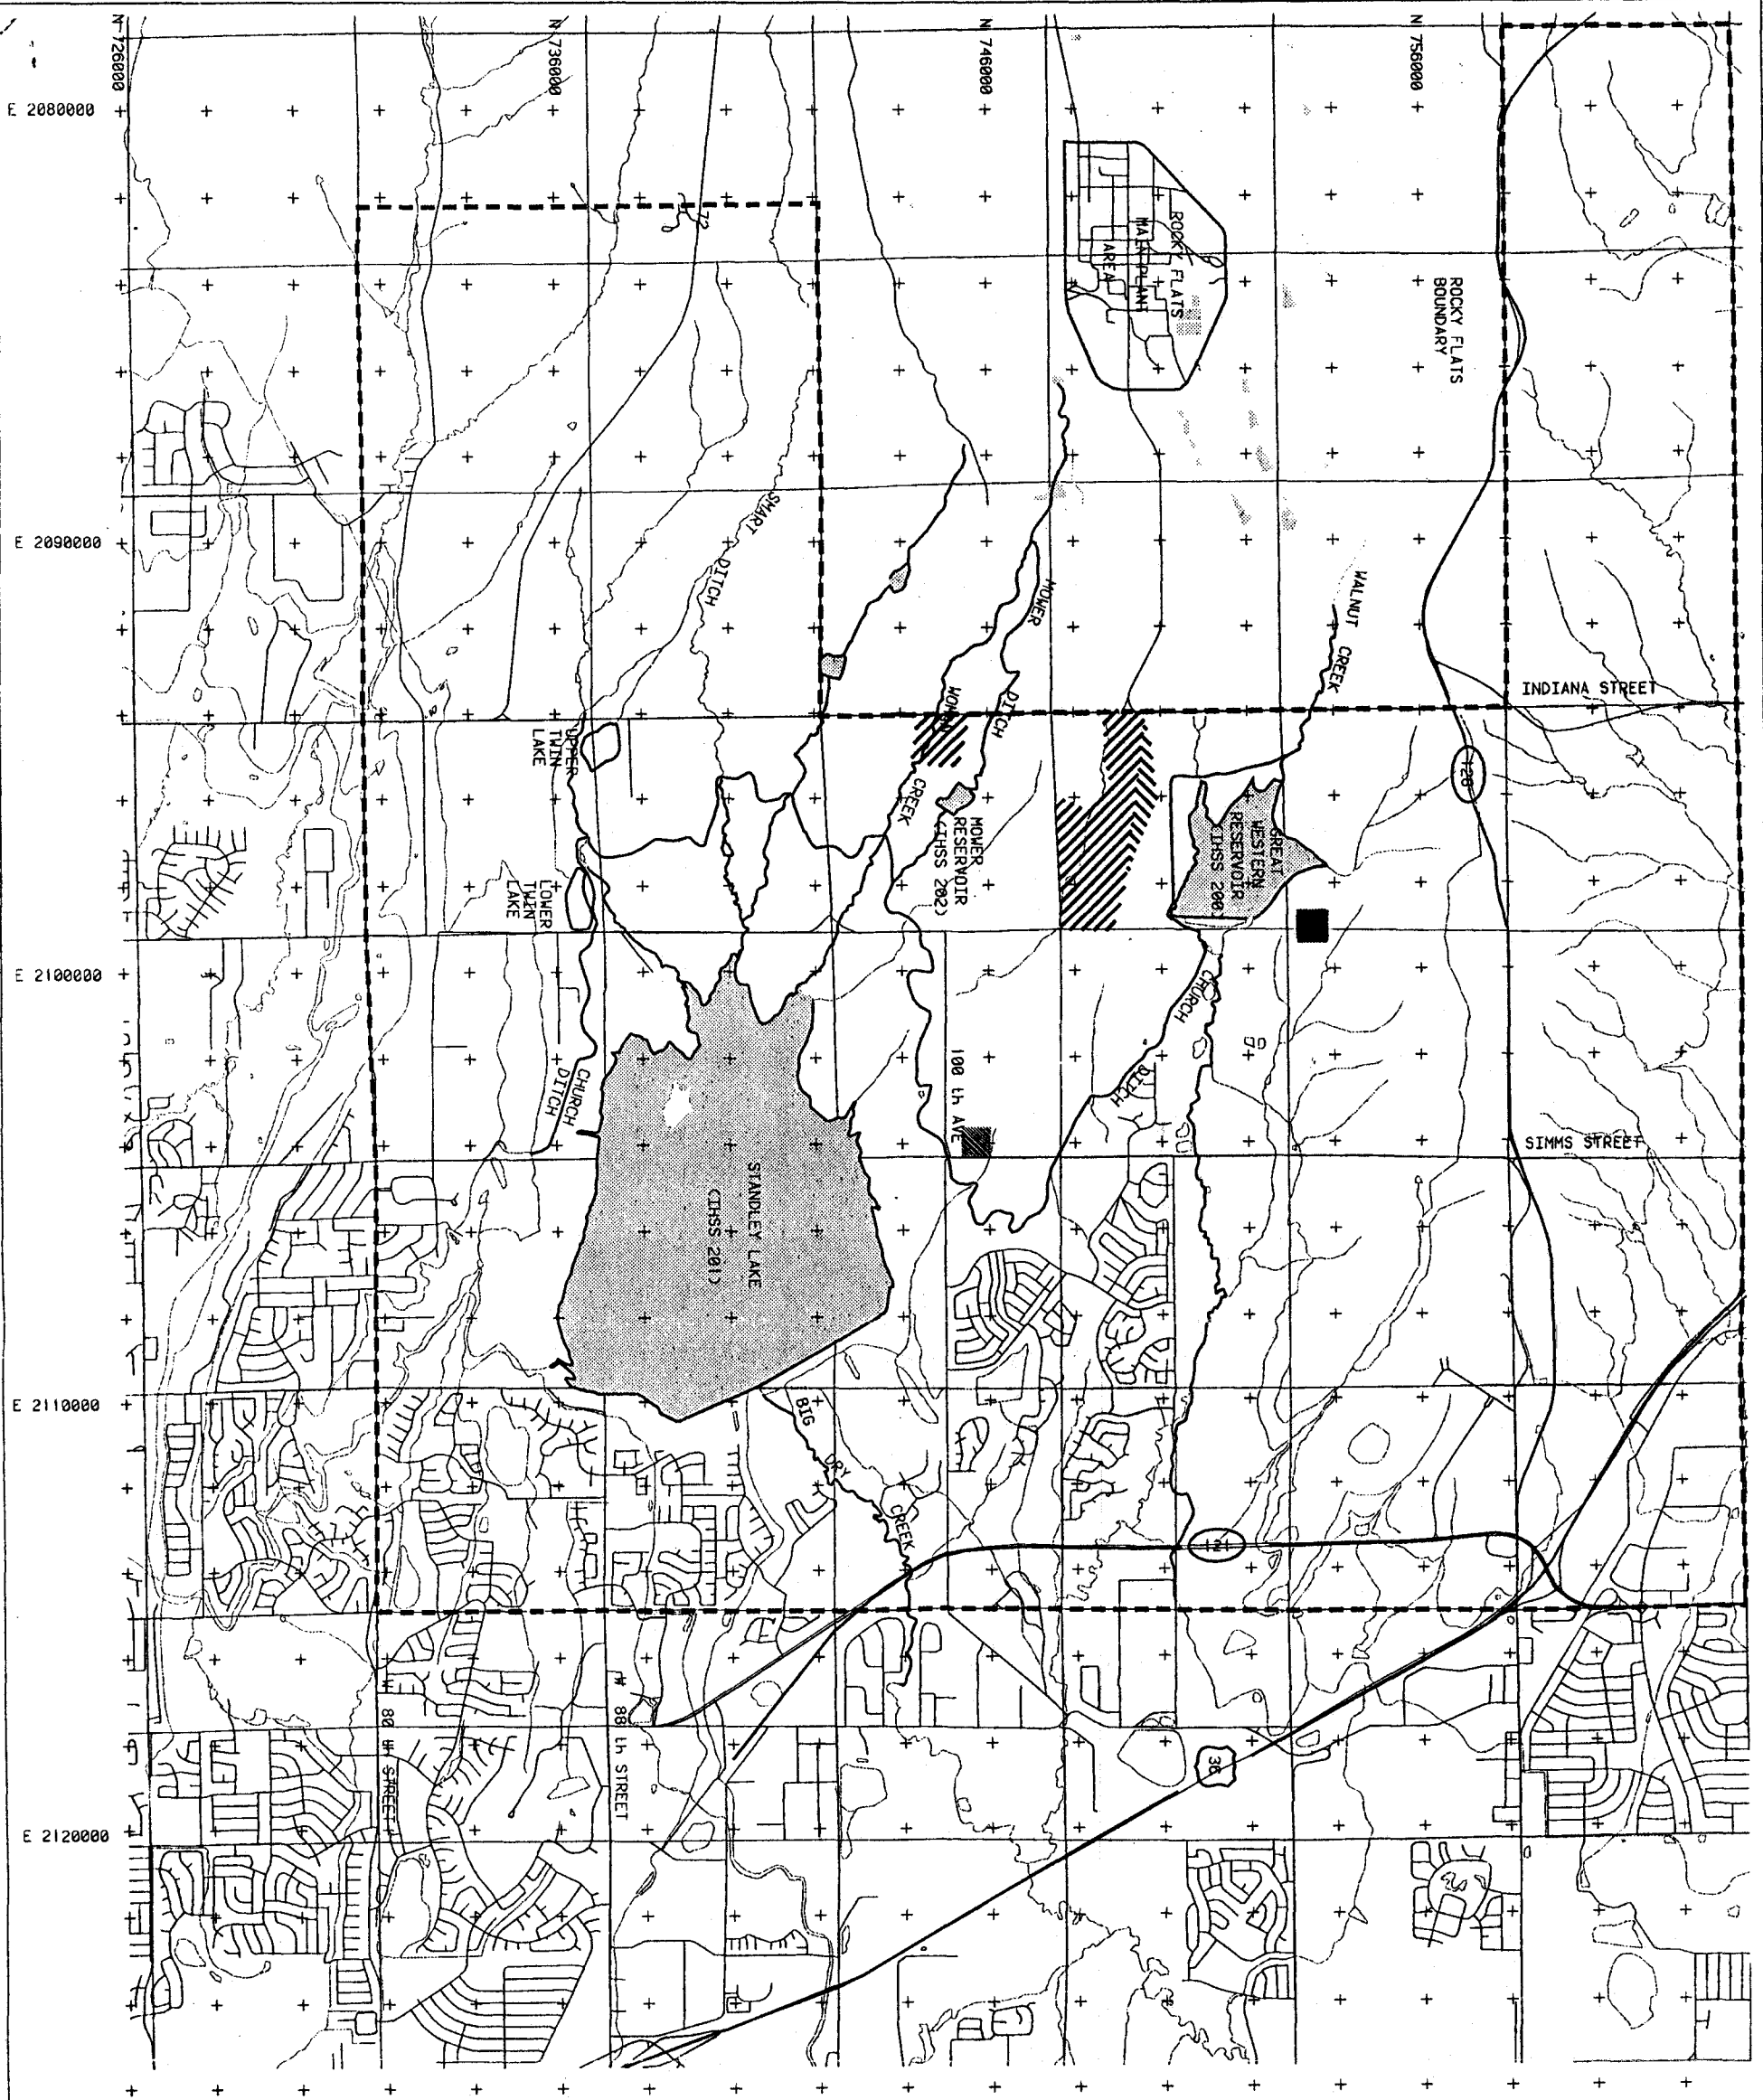 N 726000
N 736000
N 746000
N 756000
E 2080000
E 2090000
E 2100000
E 2110000
E 2120000
ROCKY FLATS
MAIN PLANT
AREA
ROCKY FLATS
BOUNDARY
72
SMART
DITCH
MOWER
DITCH
WALNUT
CREEK
INDIANA STREET
WOMAN
CREEK
128
UPPER
TWIN
LAKE
MOWER
RESERVOIR
(IHSS 202)
GREAT
WESTERN
RESERVOIR
(IHSS 200)
LOWER
TWIN
LAKE
CHURCH
DITCH
CHURCH
DITCH
100 th AVE
SIMMS STREET
STANDLEY LAKE
(IHSS 201)
BIG
DRY
CREEK
121
W 80 th STREET
W 88 th STREET
36